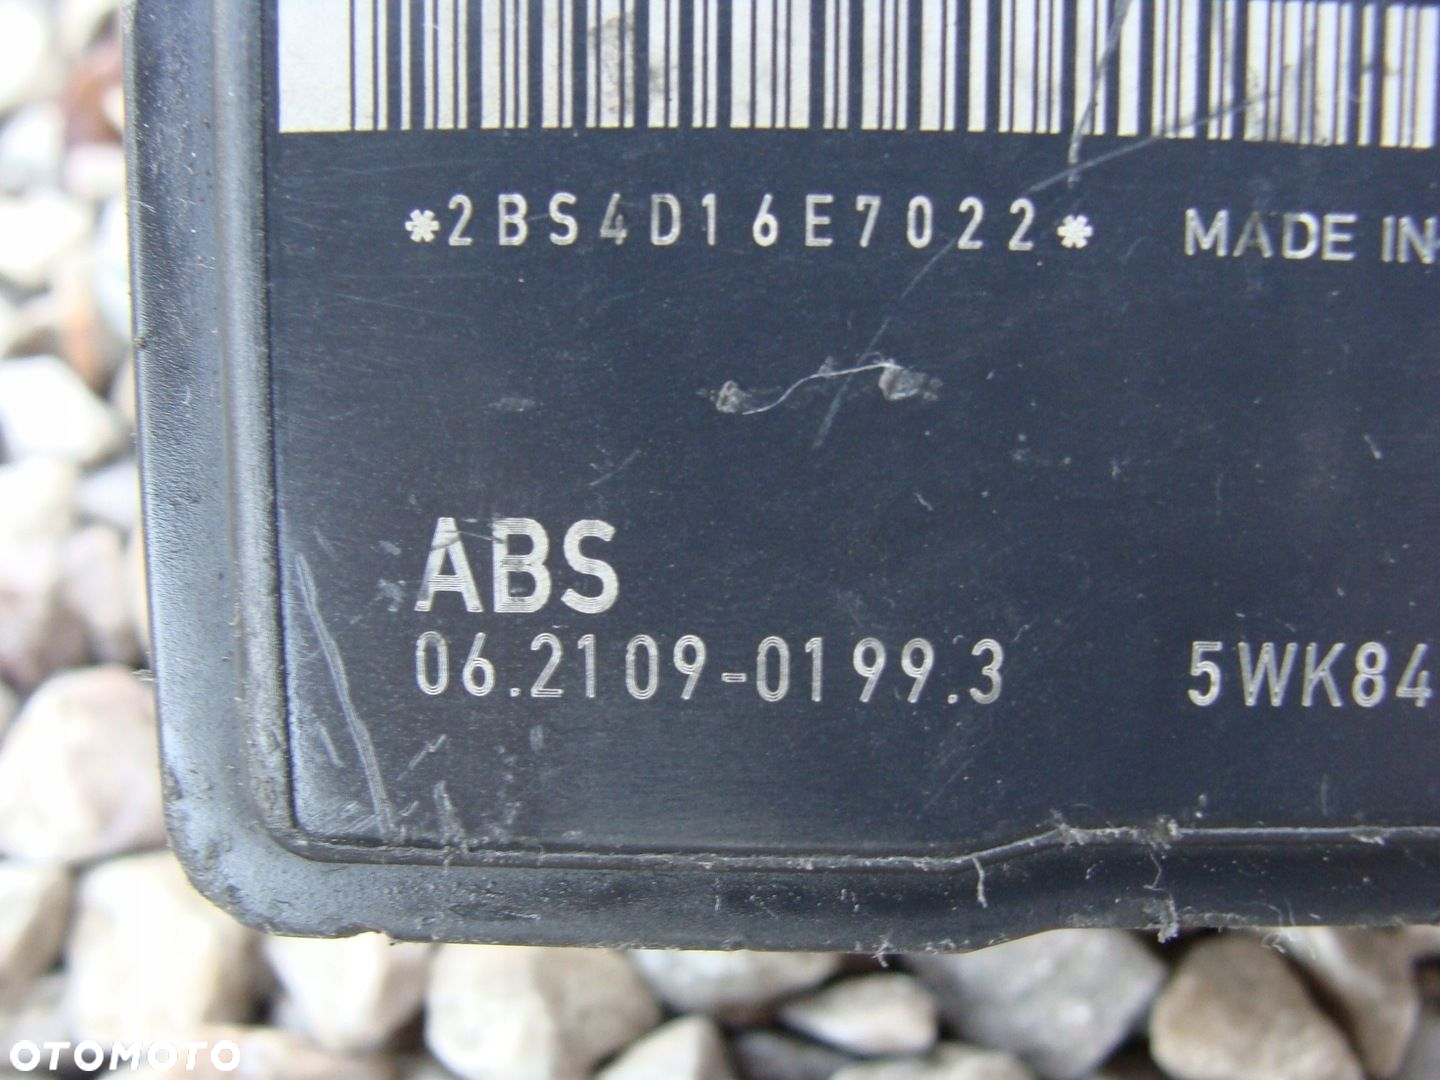 *2BS4D16E7022* MADE IN
ABS
06.2109-0199.3 5WK84
OTOMOTO